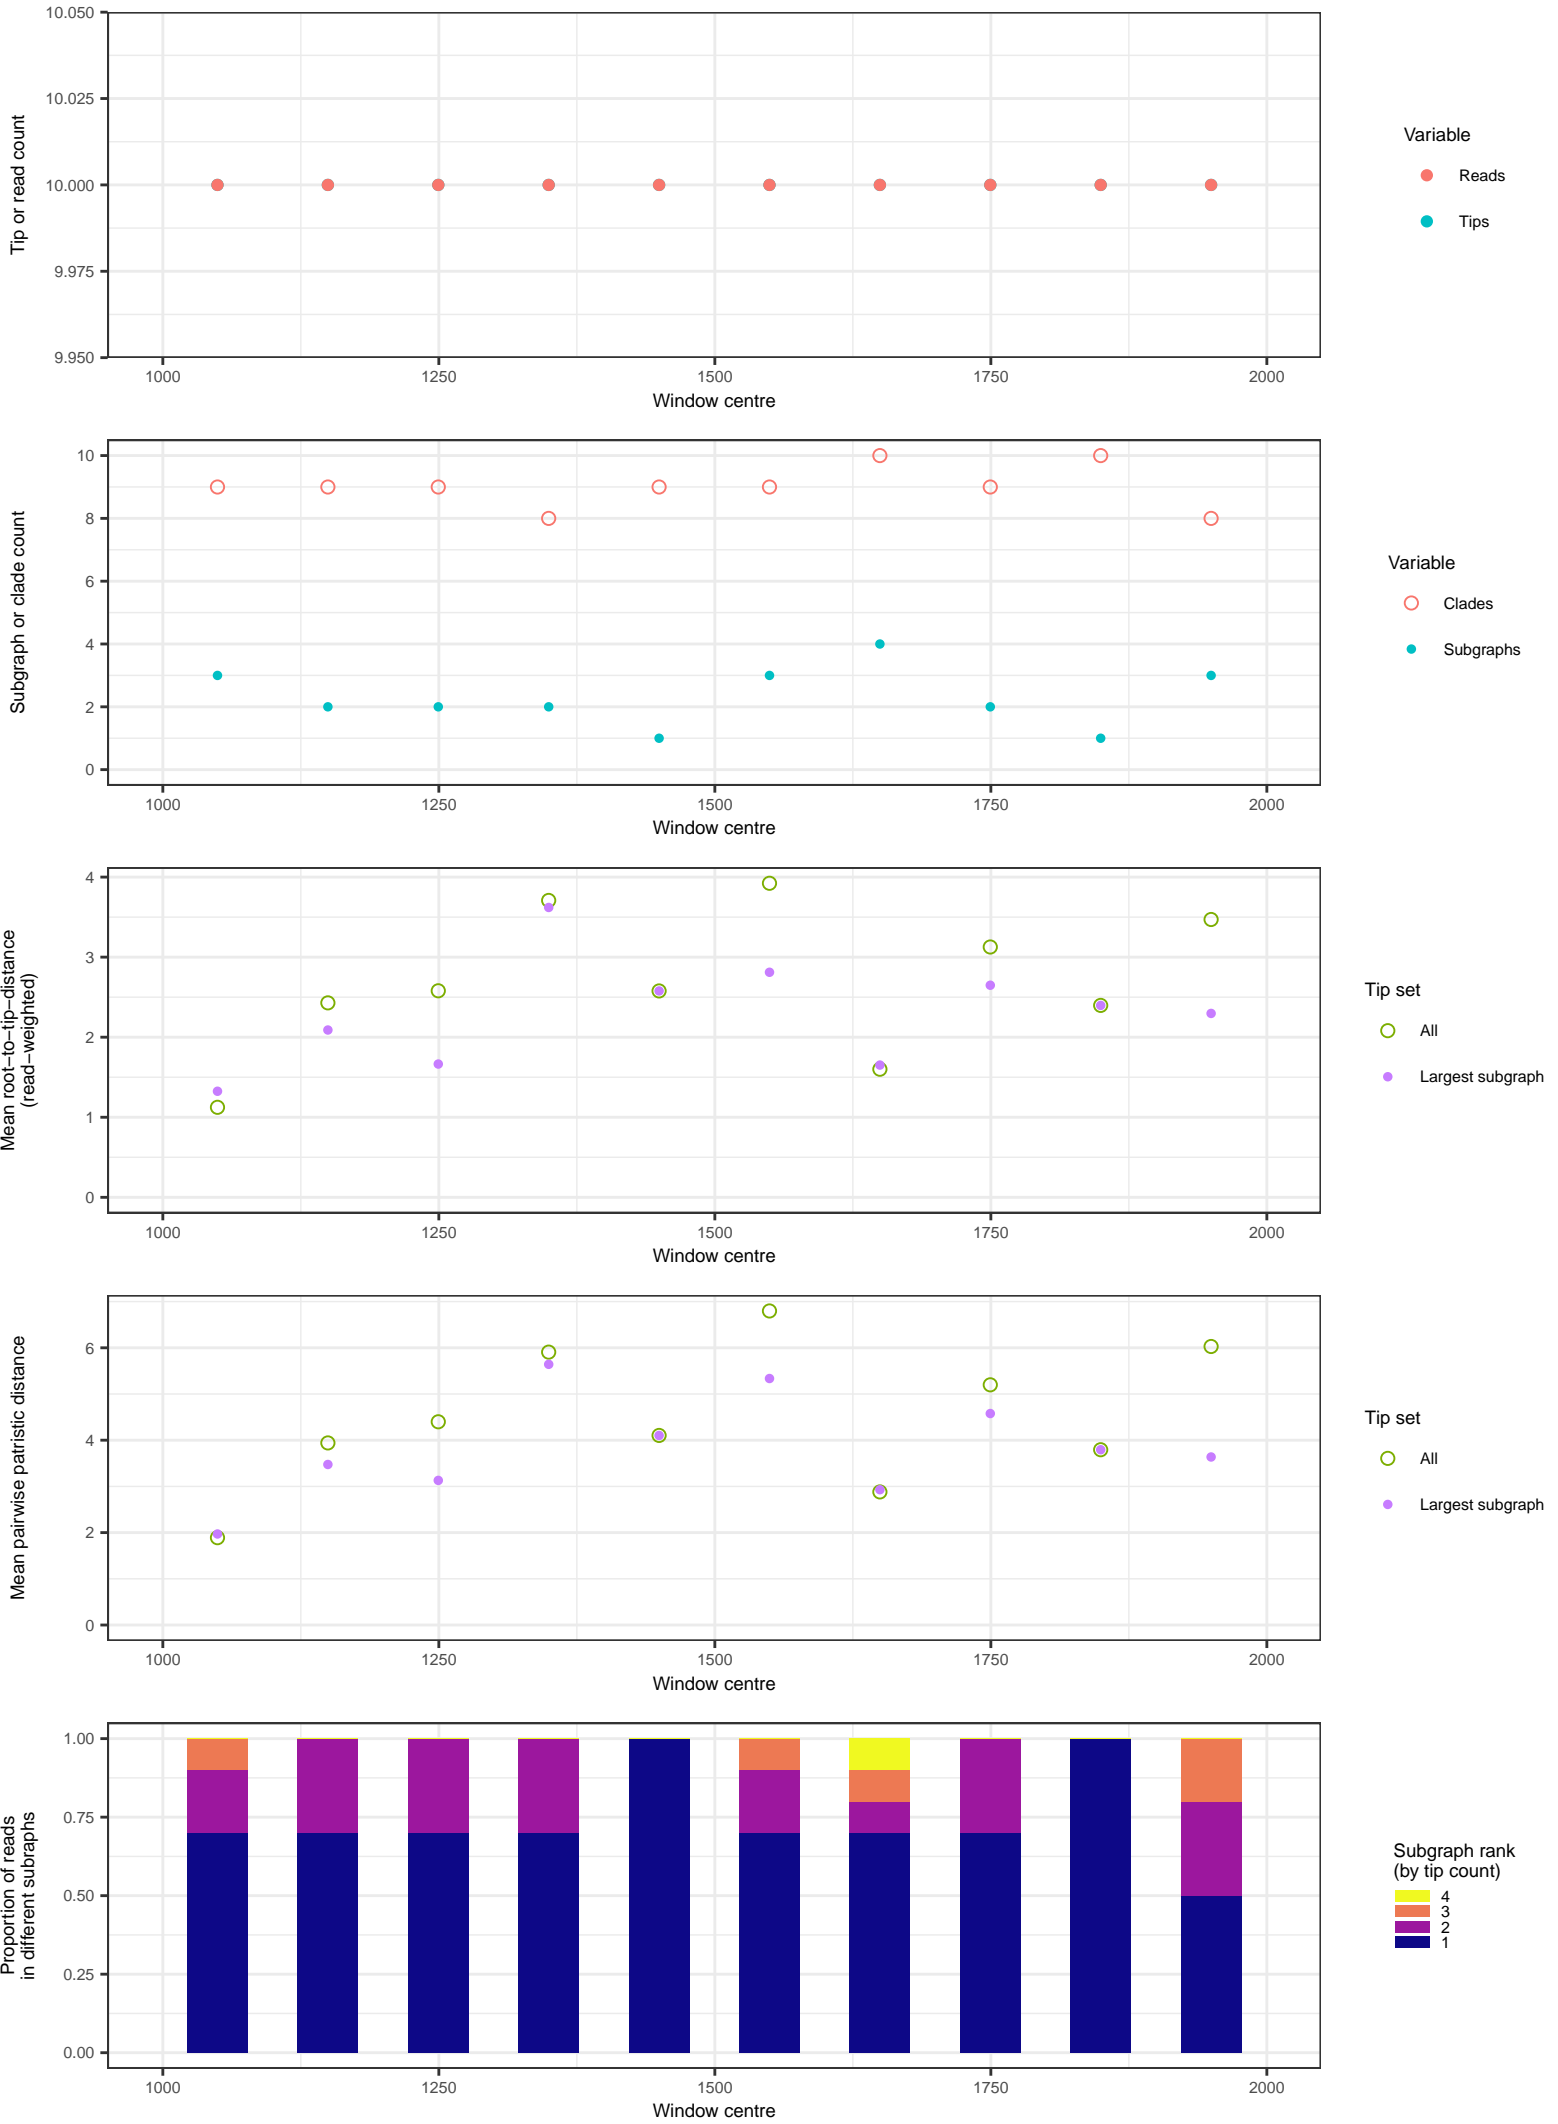 10.050
10.025
10.000
9.975
9.950
Tip or read count
1000 1250 1500 1750 2000
Window centre
Variable
Reads
Tips
10
8
6
4
2
0
Subgraph or clade count
1000 1250 1500 1750 2000
Window centre
Variable
Clades
Subgraphs
4
3
2
1
0
Mean root−to−tip−distance
(read−weighted)
1000 1250 1500 1750 2000
Window centre
Tip set
All
Largest subgraph
6
4
2
0
Mean pairwise patristic distance
1000 1250 1500 1750 2000
Window centre
Tip set
All
Largest subgraph
1.00
0.75
0.50
0.25
0.00
Proportion of reads
in different subraphs
1000 1250 1500 1750 2000
Window centre
Subgraph rank
(by tip count)
4
3
2
1